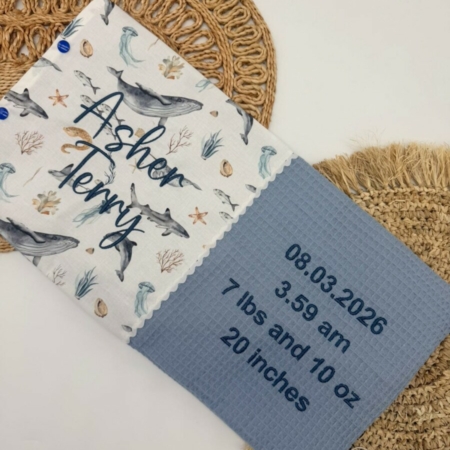 Asher
Terry
08.03.2026
3.59 am
7 lbs and 10 oz
20 inches